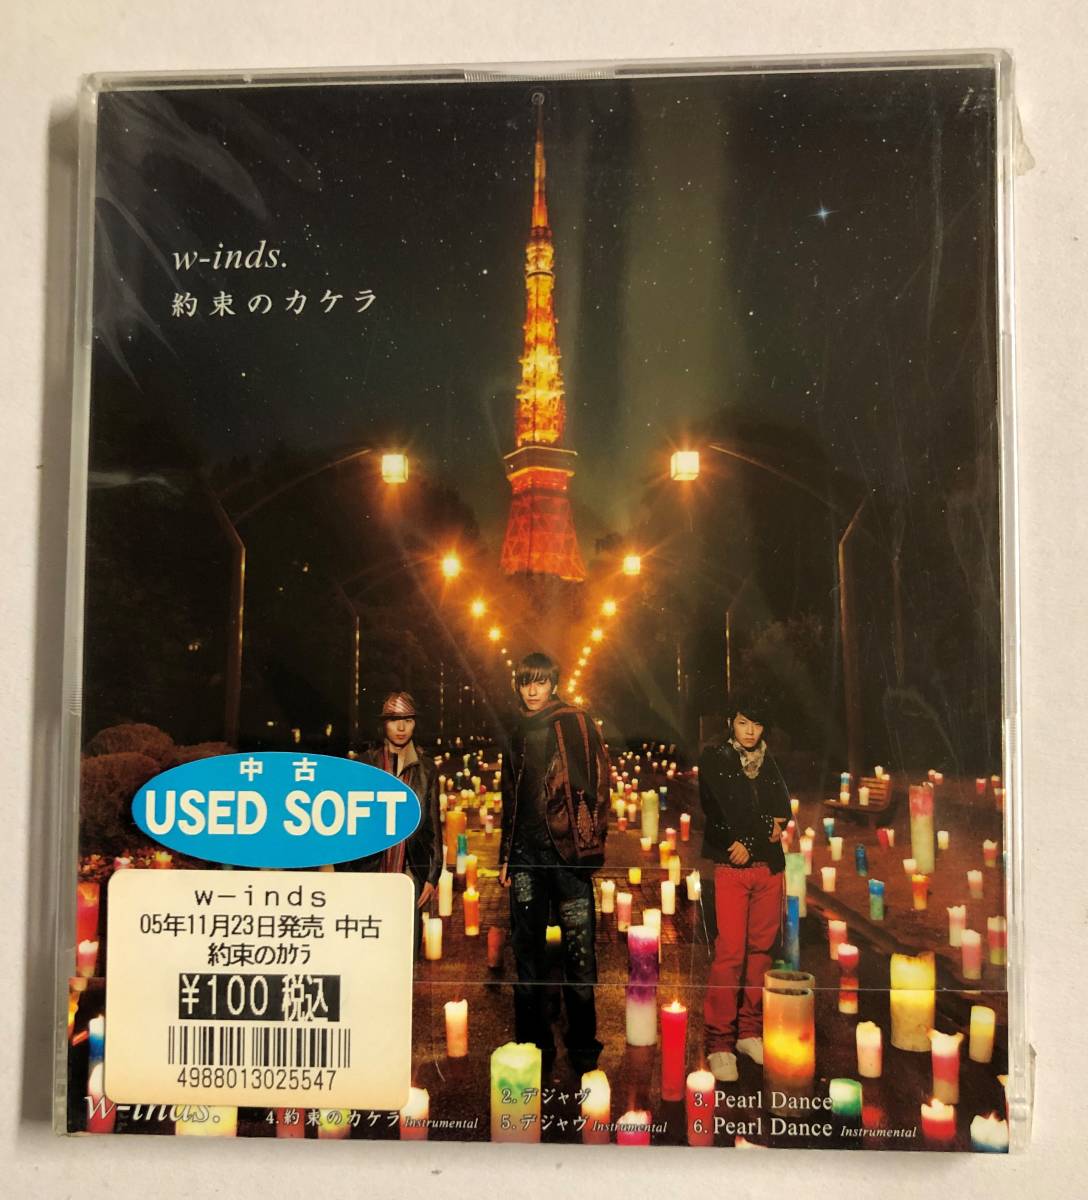 w-inds.
約束のカケラ
中古
USED SOFT
w-inds
05年11月23日発売 中古
約束のｶｹﾗ
¥100 税込
4988013025547
w-inds.
2. デジャヴ
3. Pearl Dance
4. 約束のカケラ Instrumental
5. デジャヴ Instrumental
6. Pearl Dance Instrumental